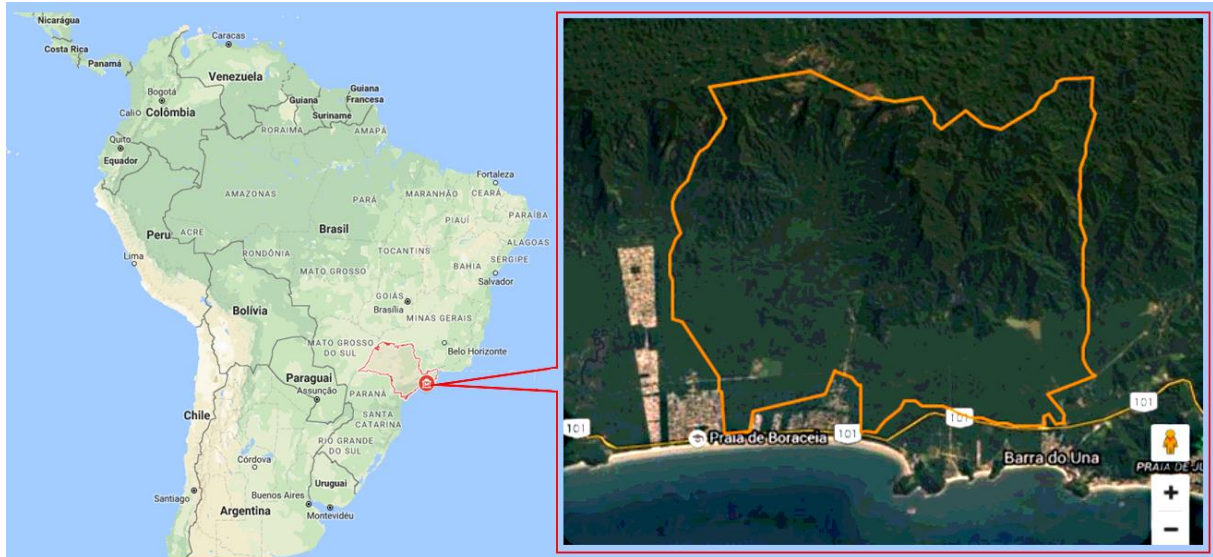 Nicarágua
Costa Rica
Panamá
Caracas
Venezuela
Bogotá
Cali
Colômbia
Guiana
Guiana
Francesa
Suriname
RORAIMA
AMAPÁ
Quito
Equador
Fortaleza
AMAZONAS
PARÁ
MARANHÃO
CEARÁ
PARAÍBA
PIAUÍ
Peru
ACRE
Brasil
ALAGOAS
Lima
RONDÔNIA
TOCANTINS
SERGIPE
MATO GROSSO
BAHIA
Salvador
GOIÁS
Brasília
Bolívia
MINAS GERAIS
MATO GROSSO
DO SUL
Belo Horizonte
Paraguai
Assunção
PARANÁ
Chile
SANTA
CATARINA
RIO GRANDE
DO SUL
Córdova
Uruguai
Santiago
Buenos Aires
Argentina
Montevidéu
101
101
101
101
Praia de Boraceia
Barra do Una
PRAIA DE JU
+
−